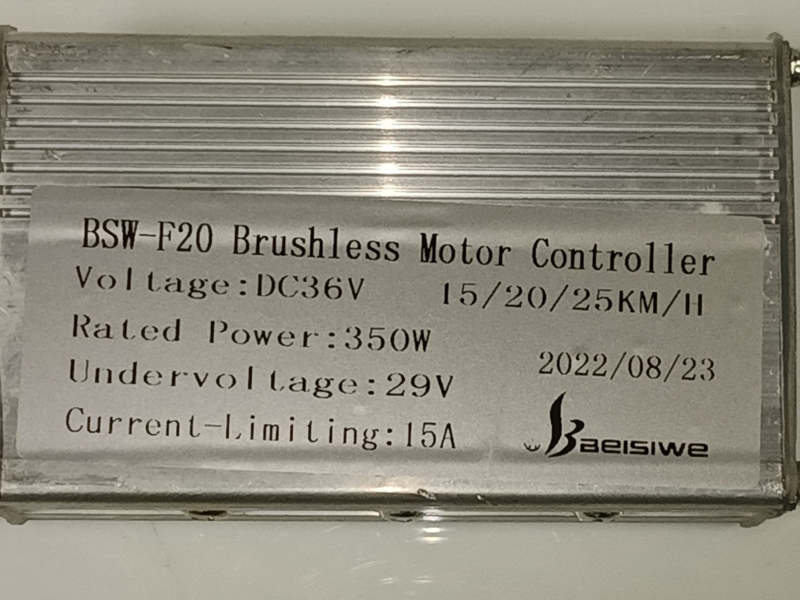 BSW-F20 Brushless Motor Controller
Voltage:DC36V 15/20/25KM/H
Rated Power:350W
2022/08/23
Undervoltage:29V
Current-Limiting:15A
Baeisiwe